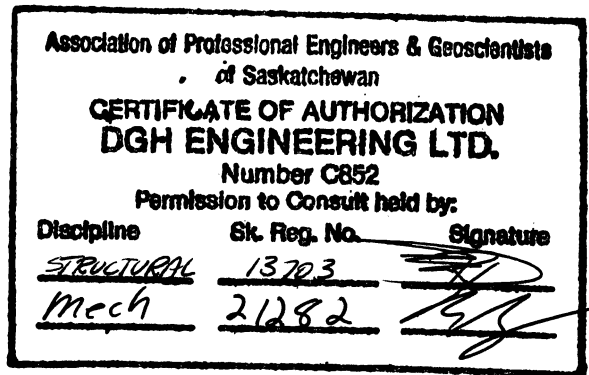 Association of Professional Engineers & Geoscientists
of Saskatchewan
CERTIFICATE OF AUTHORIZATION
DGH ENGINEERING LTD.
Number C852
Permission to Consult held by:
Discipline Sk. Reg. No. Signature
STRUCTURAL 13703
Mech 21282